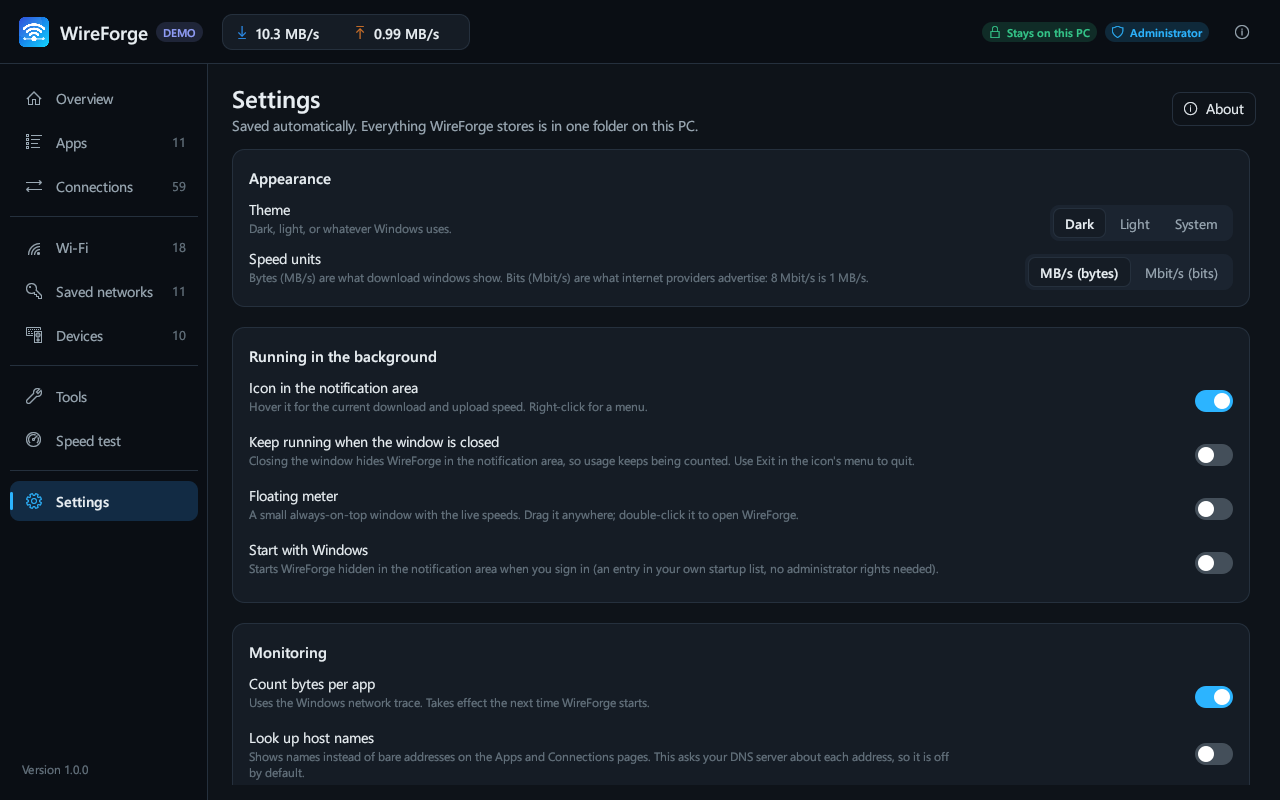 WireForge DEMO 10.3 MB/s 0.99 MB/s Stays on this PC Administrator
Overview
Apps 11
Connections 59
Wi-Fi 18
Saved networks 11
Devices 10
Tools
Speed test
Settings
Version 1.0.0
Settings
Saved automatically. Everything WireForge stores is in one folder on this PC.
About
Appearance
Theme
Dark, light, or whatever Windows uses.
Dark Light System
Speed units
Bytes (MB/s) are what download windows show. Bits (Mbit/s) are what internet providers advertise: 8 Mbit/s is 1 MB/s.
MB/s (bytes) Mbit/s (bits)
Running in the background
Icon in the notification area
Hover it for the current download and upload speed. Right-click for a menu.
Keep running when the window is closed
Closing the window hides WireForge in the notification area, so usage keeps being counted. Use Exit in the icon's menu to quit.
Floating meter
A small always-on-top window with the live speeds. Drag it anywhere; double-click it to open WireForge.
Start with Windows
Starts WireForge hidden in the notification area when you sign in (an entry in your own startup list, no administrator rights needed).
Monitoring
Count bytes per app
Uses the Windows network trace. Takes effect the next time WireForge starts.
Look up host names
Shows names instead of bare addresses on the Apps and Connections pages. This asks your DNS server about each address, so it is off
by default.